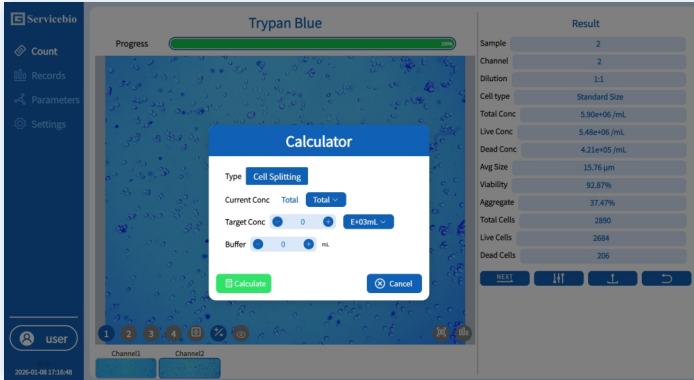 Servicebio
Count
Records
Parameters
Settings
user
2026-01-08 17:16:48
Trypan Blue
Progress
100%
Calculator
Type Cell Splitting
Current Conc Total Total
Target Conc 0 E+03mL
Buffer 0 mL
Calculate Cancel
1 2 3 4
Channel1 Channel2
Result
Sample 2
Channel 2
Dilution 1:1
Cell type Standard Size
Total Conc 5.90e+06 /mL
Live Conc 5.48e+06 /mL
Dead Conc 4.21e+05 /mL
Avg Size 15.76 μm
Viability 92.87%
Aggregate 37.47%
Total Cells 2890
Live Cells 2684
Dead Cells 206
NEXT